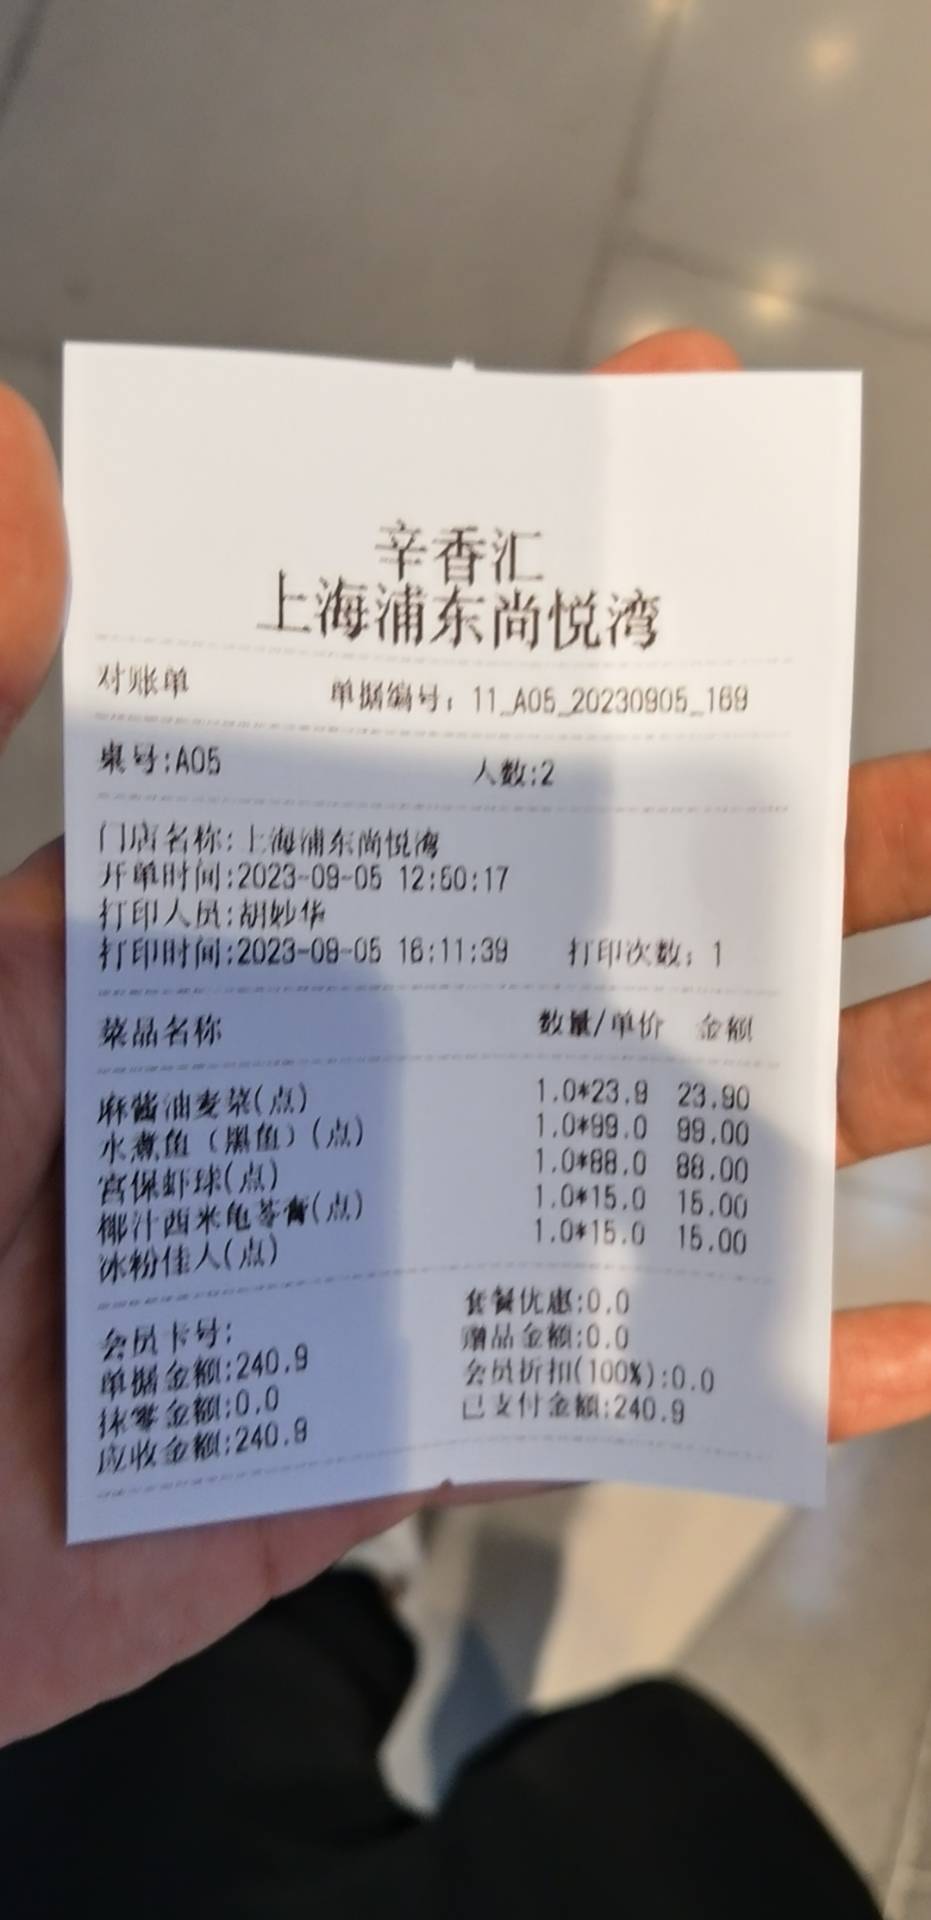 辛香汇
上海浦东尚悦湾
对账单 单据编号：11_A05_20230905_169
桌号:A05 人数:2
门店名称:上海浦东尚悦湾
开单时间:2023-09-05 12:50:17
打印人员:胡妙华
打印时间:2023-09-05 16:11:39 打印次数：1
菜品名称 数量/单价 金额
麻酱油麦菜(点) 1.0*23.9 23.90
水煮鱼（黑鱼）(点) 1.0*99.0 99.00
宫保虾球(点) 1.0*88.0 88.00
椰汁西米龟苓膏(点) 1.0*15.0 15.00
冰粉佳人(点) 1.0*15.0 15.00
会员卡号: 套餐优惠:0.0
单据金额:240.9 赠品金额:0.0
抹零金额:0.0 会员折扣(100%):0.0
应收金额:240.9 已支付金额:240.9